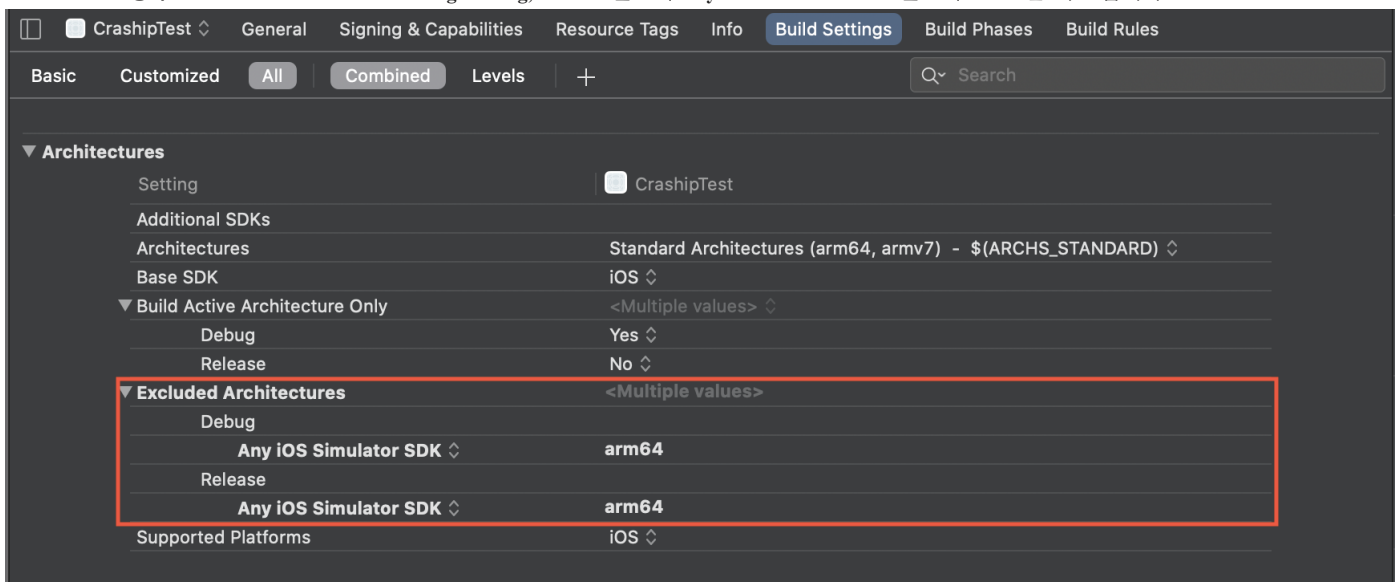 CrashipTest General Signing & Capabilities Resource Tags Info Build Settings Build Phases Build Rules
Basic Customized All Combined Levels + Search
Architectures
Setting CrashipTest
Additional SDKs
Architectures Standard Architectures (arm64, armv7) - $(ARCHS_STANDARD)
Base SDK iOS
Build Active Architecture Only <Multiple values>
Debug Yes
Release No
Excluded Architectures <Multiple values>
Debug
Any iOS Simulator SDK arm64
Release
Any iOS Simulator SDK arm64
Supported Platforms iOS